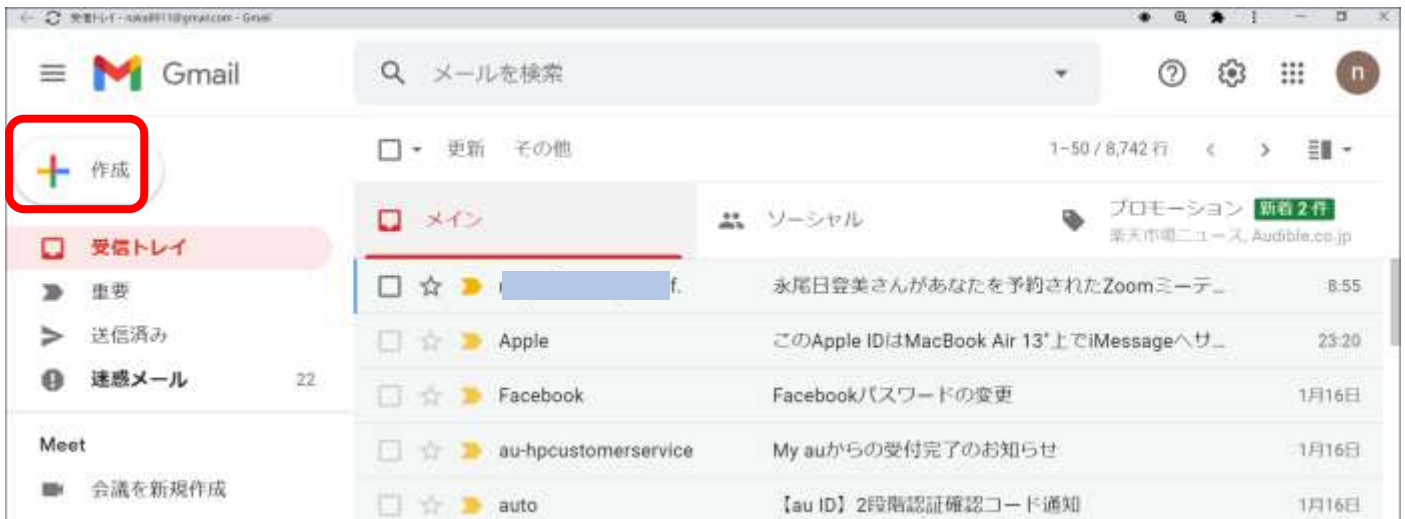 受信トレイ - - Gmail
Gmail
メールを検索
n
作成
更新 その他
1-50 / 8,742 行
メイン
ソーシャル
プロモーション 新着 2 件
楽天市場ニュース, Audible.co.jp
受信トレイ
重要
送信済み
迷惑メール 22
Meet
会議を新規作成
f. 永尾日登美さんがあなたを予約されたZoomミーテ... 8:55
Apple このApple IDはMacBook Air 13"上でiMessageへサ... 23:20
Facebook Facebookパスワードの変更 1月16日
au-hpcustomerservice My auからの受付完了のお知らせ 1月16日
auto 【au ID】2段階認証確認コード通知 1月16日